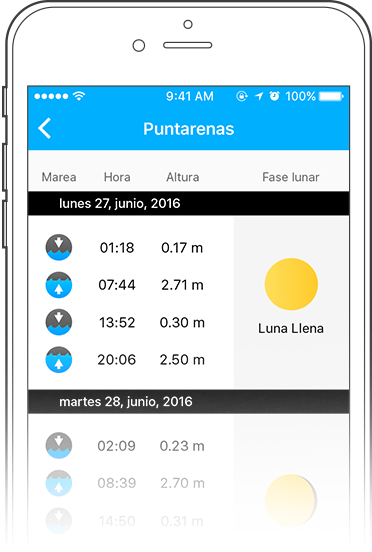 9:41 AM 100%
Puntarenas
Marea Hora Altura Fase lunar
lunes 27, junio, 2016
01:18 0.17 m
07:44 2.71 m
Luna Llena
13:52 0.30 m
20:06 2.50 m
martes 28, junio, 2016
02:09 0.23 m
08:39 2.70 m
14:50 0.31 m